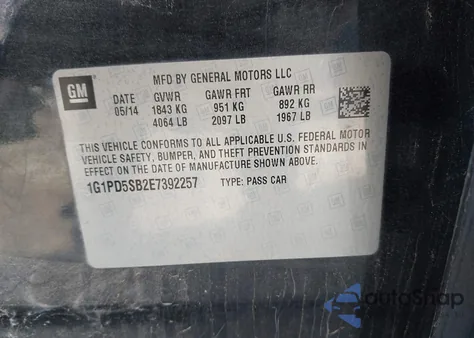 GM
MFD BY GENERAL MOTORS LLC
DATE GVWR GAWR FRT GAWR RR
05/14 1843 KG 951 KG 892 KG
4064 LB 2097 LB 1967 LB
THIS VEHICLE CONFORMS TO ALL APPLICABLE U.S. FEDERAL MOTOR
VEHICLE SAFETY, BUMPER, AND THEFT PREVENTION STANDARDS IN
EFFECT ON THE DATE OF MANUFACTURE SHOWN ABOVE.
1G1PD5SB2E7392257 TYPE: PASS CAR
autoSnap